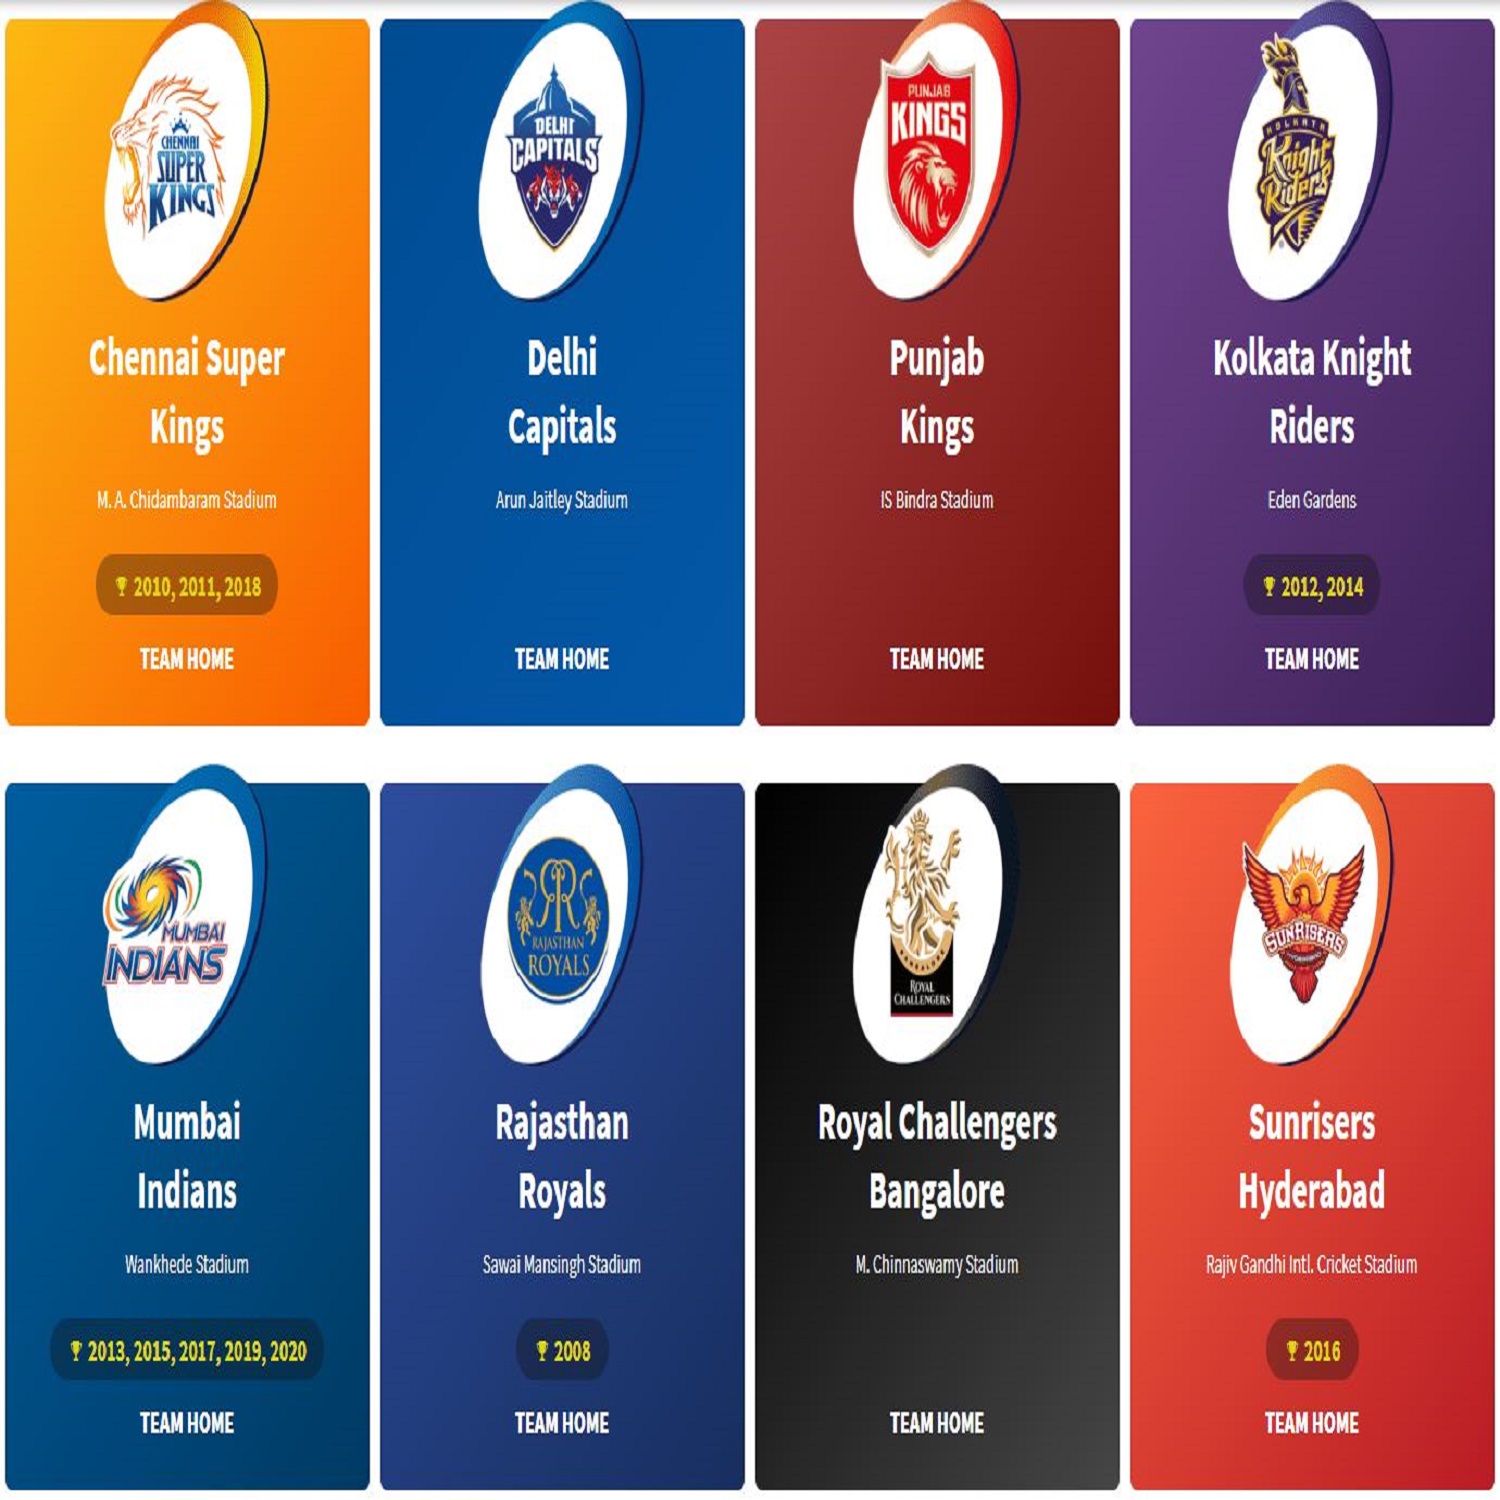 CHENNAI
SUPER
KINGS
Chennai Super
Kings
M. A. Chidambaram Stadium
2010, 2011, 2018
TEAM HOME
DELHI
CAPITALS
Delhi
Capitals
Arun Jaitley Stadium
TEAM HOME
PUNJAB
KINGS
Punjab
Kings
IS Bindra Stadium
TEAM HOME
KOLKATA
Knight
Riders
Kolkata Knight
Riders
Eden Gardens
2012, 2014
TEAM HOME
MUMBAI
INDIANS
Mumbai
Indians
Wankhede Stadium
2013, 2015, 2017, 2019, 2020
TEAM HOME
RR
RAJASTHAN
ROYALS
Rajasthan
Royals
Sawai Mansingh Stadium
2008
TEAM HOME
BANGALORE
ROYAL
CHALLENGERS
Royal Challengers
Bangalore
M. Chinnaswamy Stadium
TEAM HOME
SUNRISERS
Sunrisers
Hyderabad
Rajiv Gandhi Intl. Cricket Stadium
2016
TEAM HOME